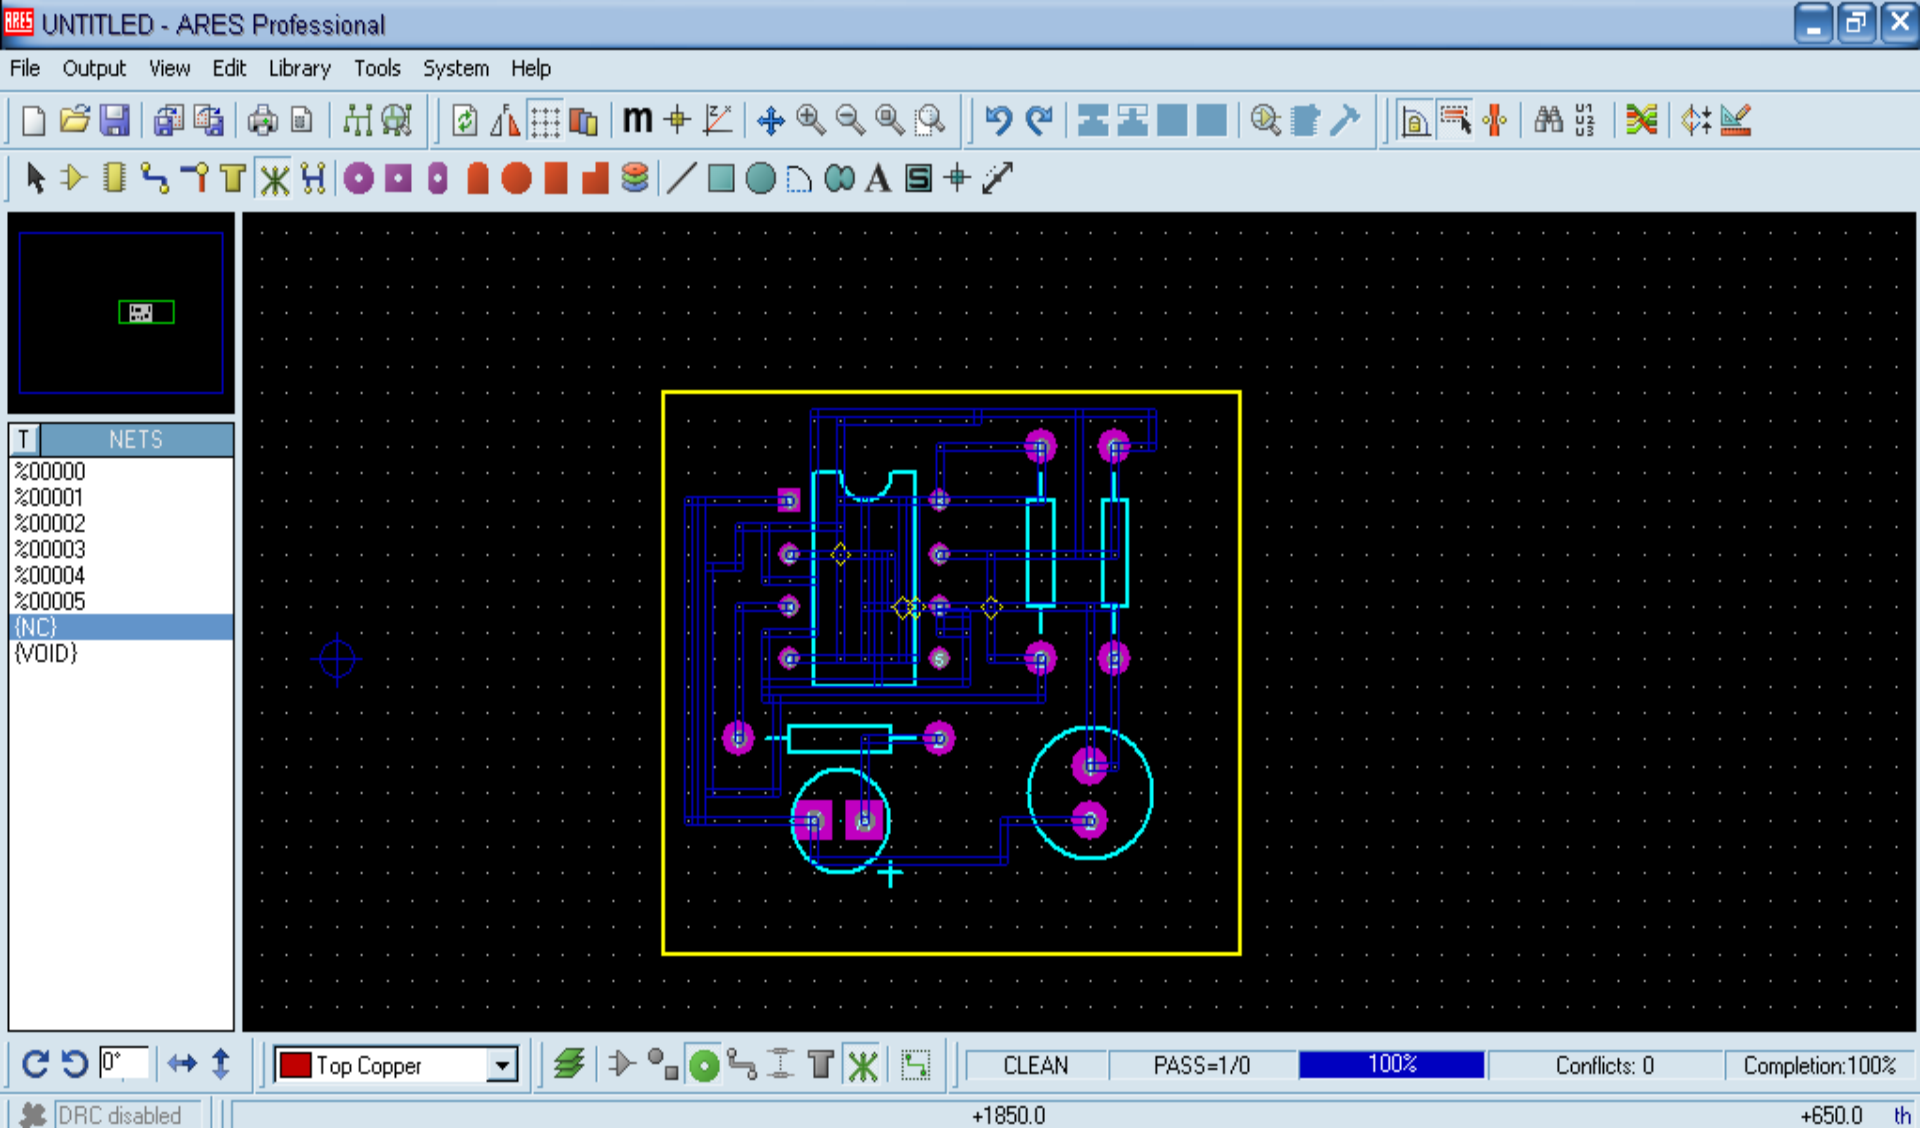 ARES UNTITLED - ARES Professional
File Output View Edit Library Tools System Help
m
A S
T NETS
%00000
%00001
%00002
%00003
%00004
%00005
{NC}
{VOID}
5
0° Top Copper CLEAN PASS=1/0 100% Conflicts: 0 Completion:100%
DRC disabled +1850.0 +650.0 th